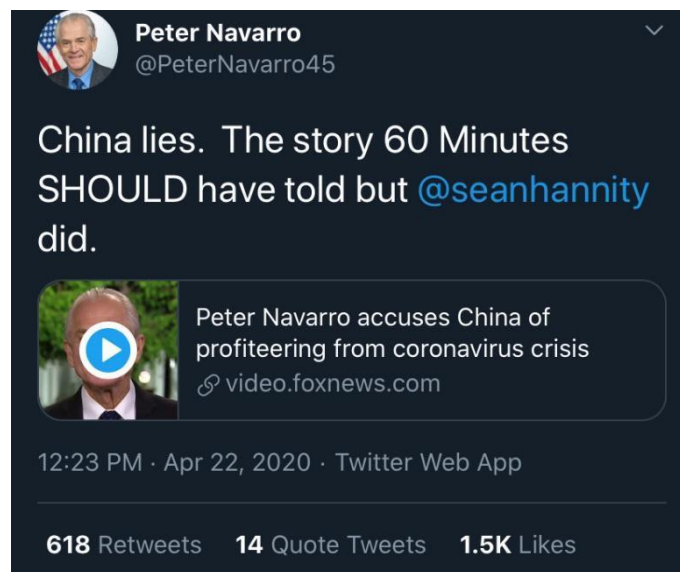 Peter Navarro
@PeterNavarro45
China lies.  The story 60 Minutes
SHOULD have told but @seanhannity
did.
Peter Navarro accuses China of
profiteering from coronavirus crisis
video.foxnews.com
12:23 PM · Apr 22, 2020 · Twitter Web App
618 Retweets 14 Quote Tweets 1.5K Likes